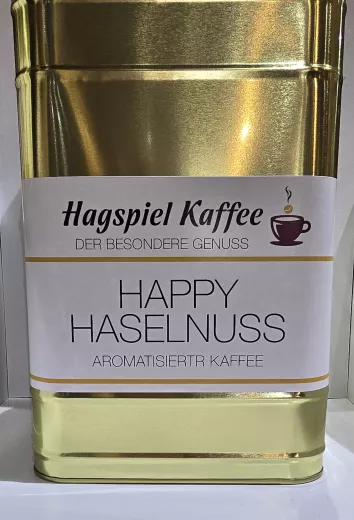 Hagspiel Kaffee
DER BESONDERE GENUSS
HAPPY
HASELNUSS
AROMATISIERTR KAFFEE